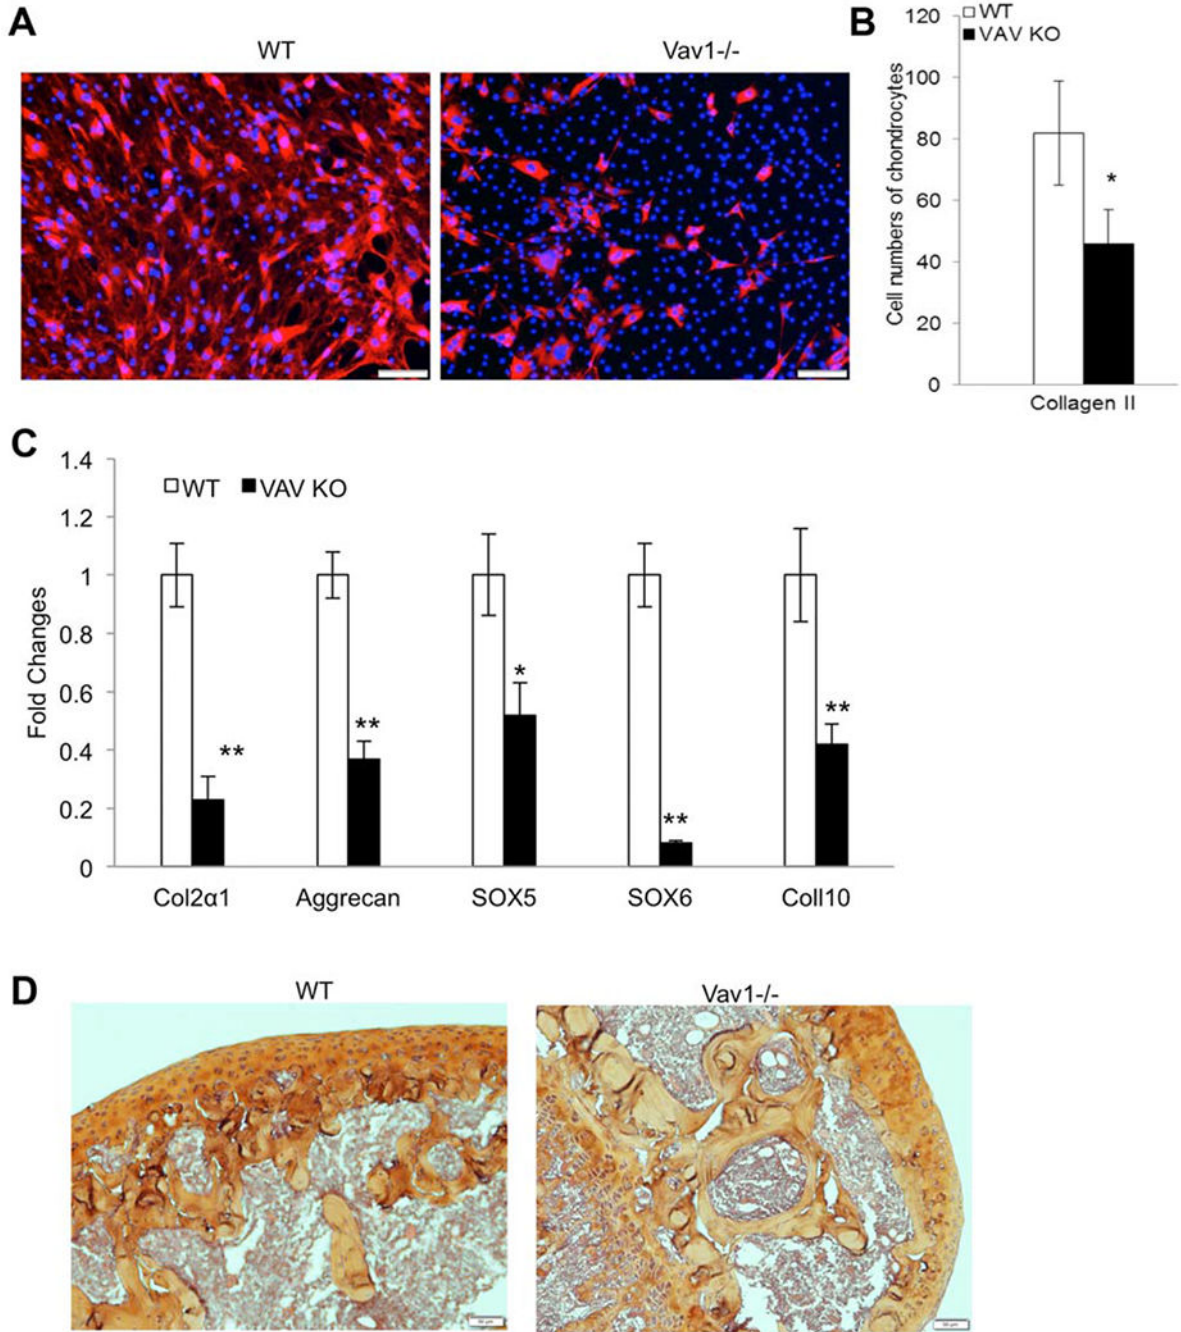 A
WT
Vav1-/-
B
WT
VAV KO
120
100
80
60
40
20
0
Cell numbers of chondrocytes
*
Collagen II
C
1.4
1.2
1
0.8
0.6
0.4
0.2
0
Fold Changes
WT VAV KO
**
**
*
**
**
Col2α1 Aggrecan SOX5 SOX6 Coll10
D
WT
Vav1-/-